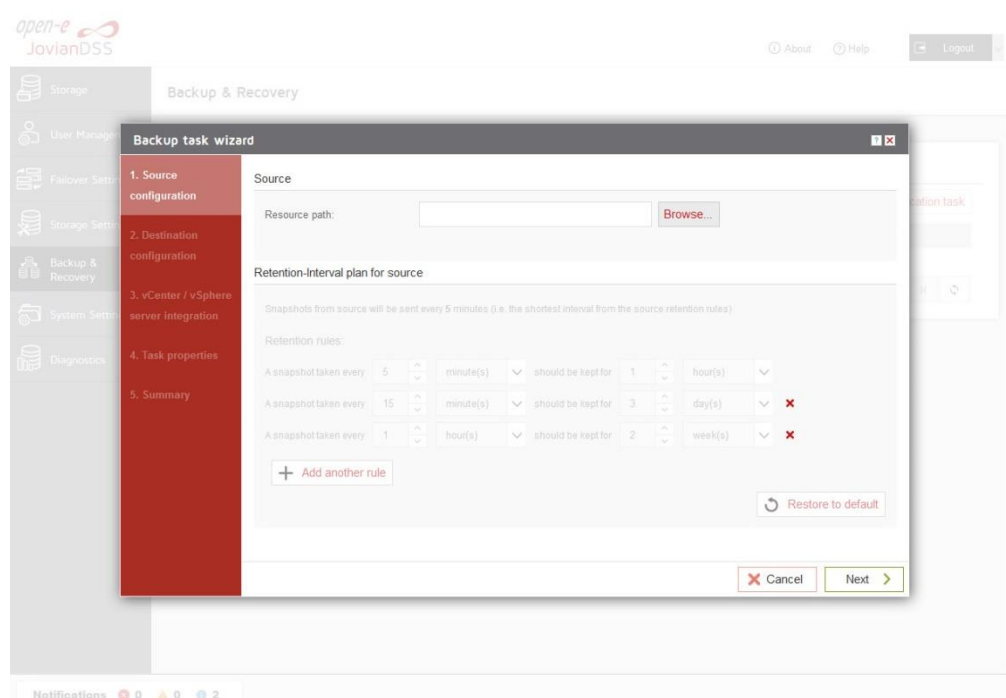 open-e
JovianDSS
About Help Logout
Storage
Backup & Recovery
User Manage
Failover Setti
Storage Setti
Backup &
Recovery
System Setti
Diagnostics
cation task
Backup task wizard
1. Source
configuration
2. Destination
configuration
3. vCenter / vSphere
server integration
4. Task properties
5. Summary
Source
Resource path: Browse...
Retention-Interval plan for source
Snapshots from source will be sent every 5 minutes (i.e. the shortest interval from the source retention rules)
Retention rules:
A snapshot taken every 5 minute(s) should be kept for 1 hour(s)
A snapshot taken every 15 minute(s) should be kept for 3 day(s)
A snapshot taken every 1 hour(s) should be kept for 2 week(s)
Add another rule
Restore to default
Cancel Next
Notifications 0 0 2